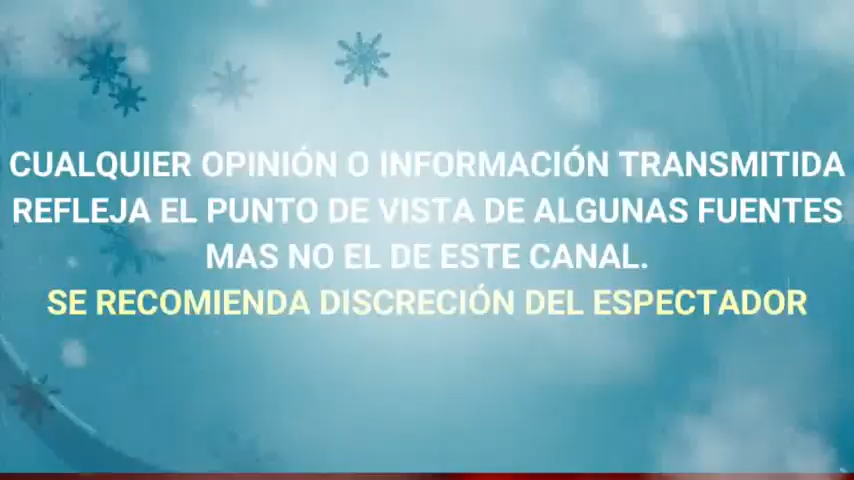 CUALQUIER OPINIÓN O INFORMACIÓN TRANSMITIDA
REFLEJA EL PUNTO DE VISTA DE ALGUNAS FUENTES
MAS NO EL DE ESTE CANAL.
SE RECOMIENDA DISCRECIÓN DEL ESPECTADOR